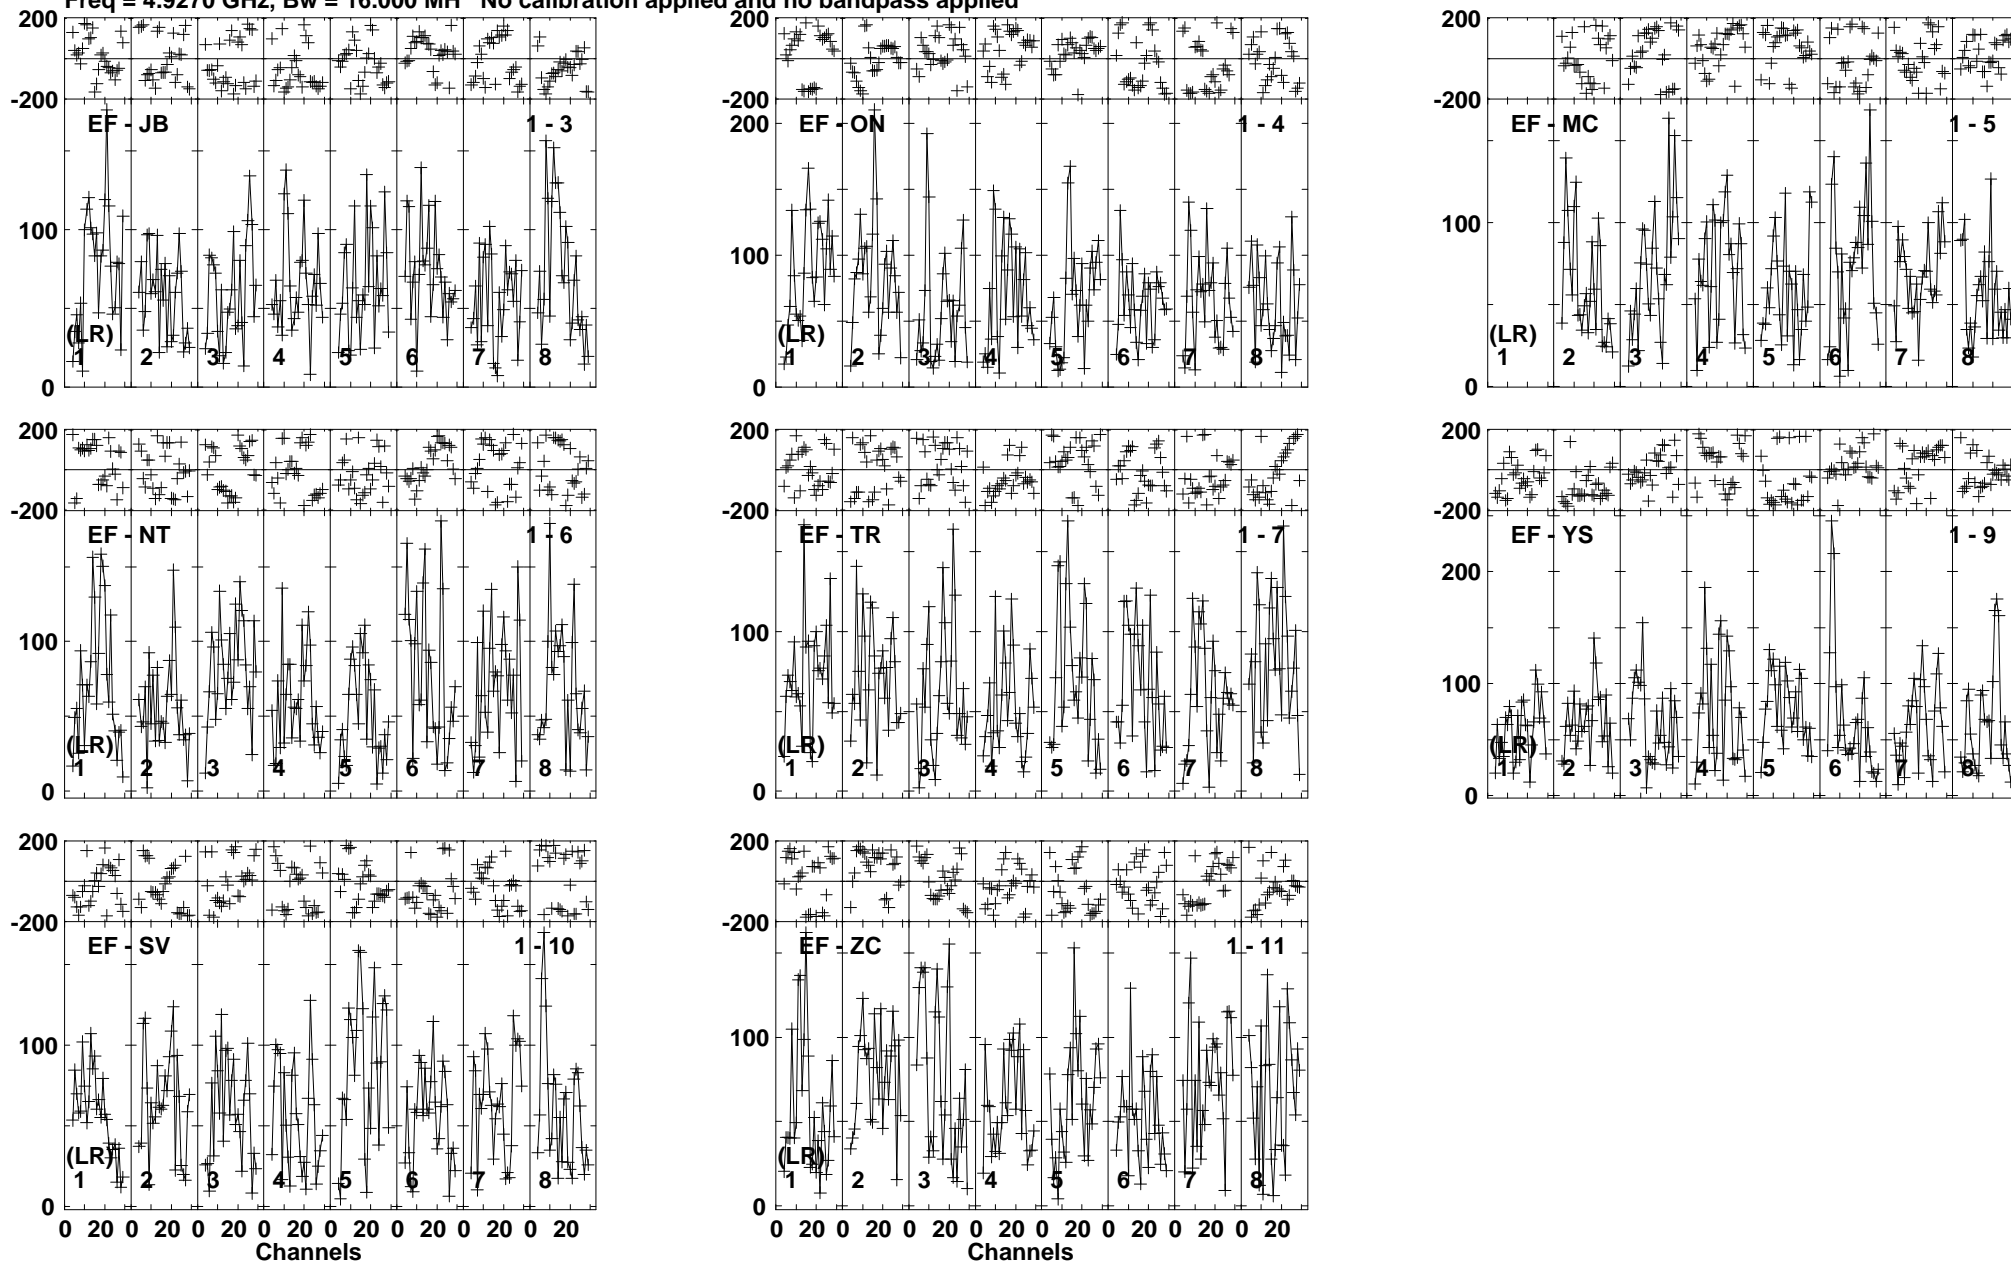 Freq = 4.9270 GHz, Bw = 16.000 MH No calibration applied and no bandpass applied
200 200 200
-200 -200 -200
EF - JB 1 - 3 EF - ON 1 - 4 EF - MC 1 - 5
200
100 100 100
(LR) (LR) (LR)
1 2 3 4 5 6 7 8 1 2 3 4 5 6 7 8 1 2 3 4 5 6 7 8
0 0 0
200 200 200
-200 -200 -200
EF - NT 1 - 6 EF - TR 1 - 7 EF - YS 1 - 9
200
100 100 100
(LR) (LR) (LR)
1 2 3 4 5 6 7 8 1 2 3 4 5 6 7 8 1 2 3 4 5 6 7 8
0 0 0
200 200
-200 -200
EF - SV 1 - 10 EF - ZC 1 - 11
100 100
(LR) (LR)
1 2 3 4 5 6 7 8 1 2 3 4 5 6 7 8
0 0
0 20 0 20 0 20 0 20 0 20 0 20 0 20 0 20 0 20 0 20 0 20 0 20 0 20 0 20 0 20 0 20
Channels Channels